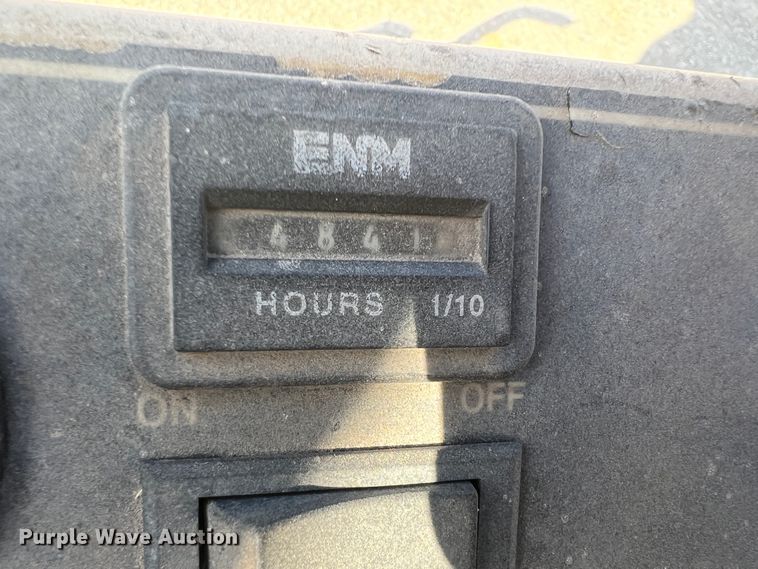 ENM
4841
HOURS 1/10
ON OFF
Purple Wave Auction